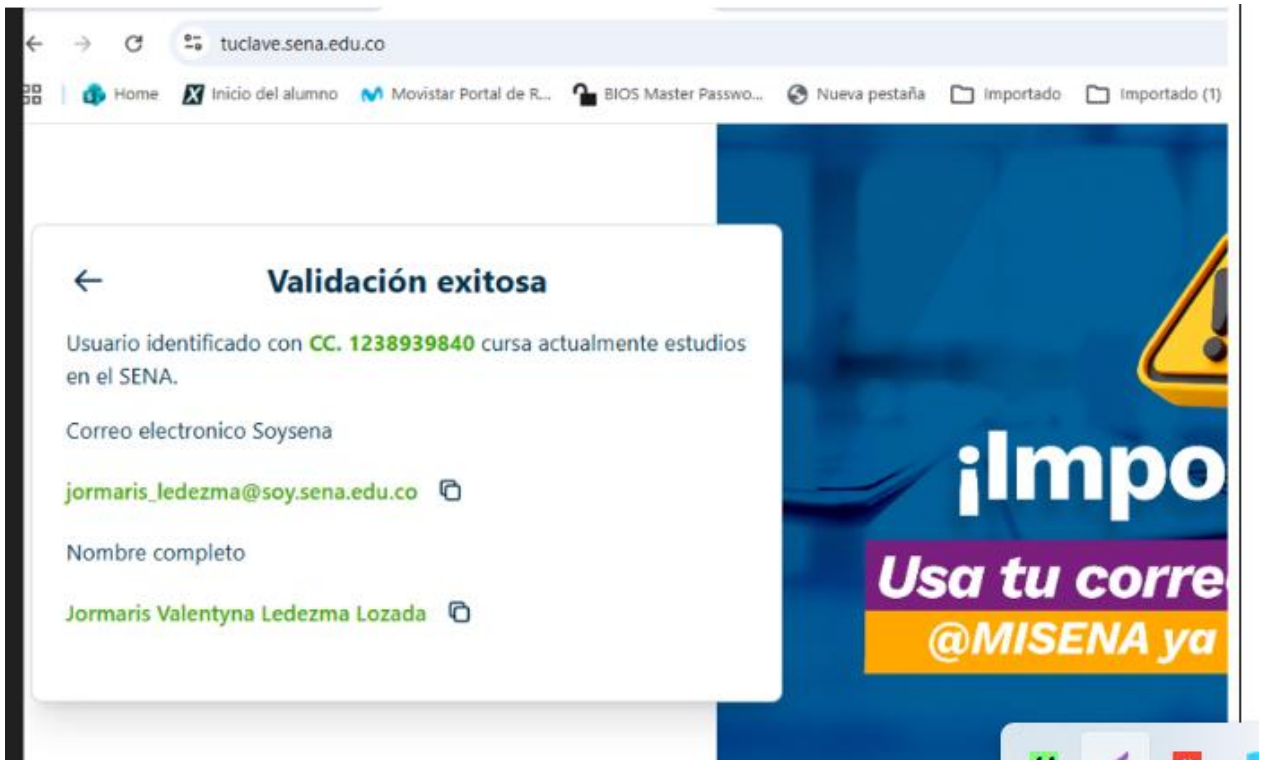 tuclave.sena.edu.co
Home Inicio del alumno Movistar Portal de R... BIOS Master Passwo... Nueva pestaña Importado Importado (1)
Validación exitosa
Usuario identificado con CC. 1238939840 cursa actualmente estudios
en el SENA.
Correo electronico Soysena
jormaris_ledezma@soy.sena.edu.co
Nombre completo
Jormaris Valentyna Ledezma Lozada
¡Impo
Usa tu corre
@MISENA ya